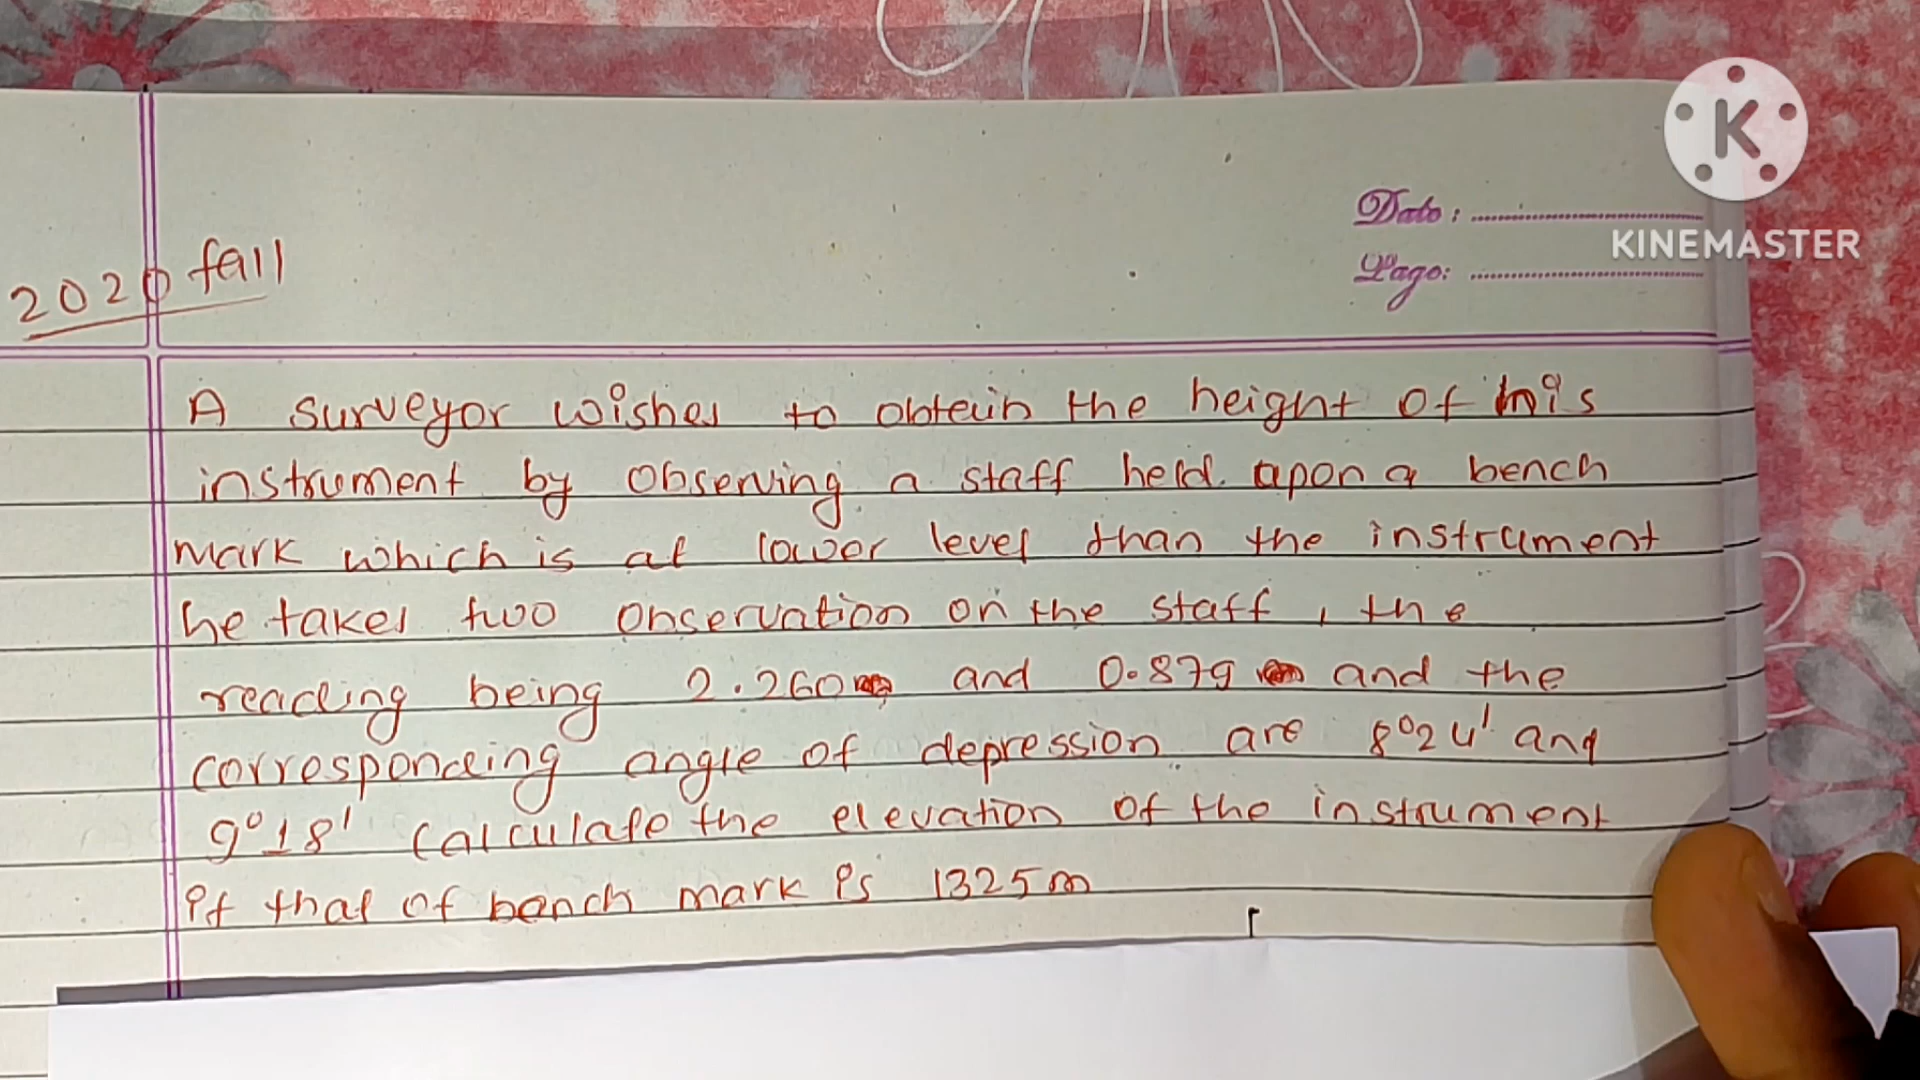 K
KINEMASTER
Date :
Page:
2020 fall
A surveyor wishes to obtein the height of his
instrument by observing a staff held upon a bench
mark which is at lower level than the instrument
he takes two observation on the staff, the
reading being 2.260 and 0.879 and the
corresponding angle of depression are 8°24' and
9°18' calculate the elevation of the instrument
if that of bench mark is 1325m